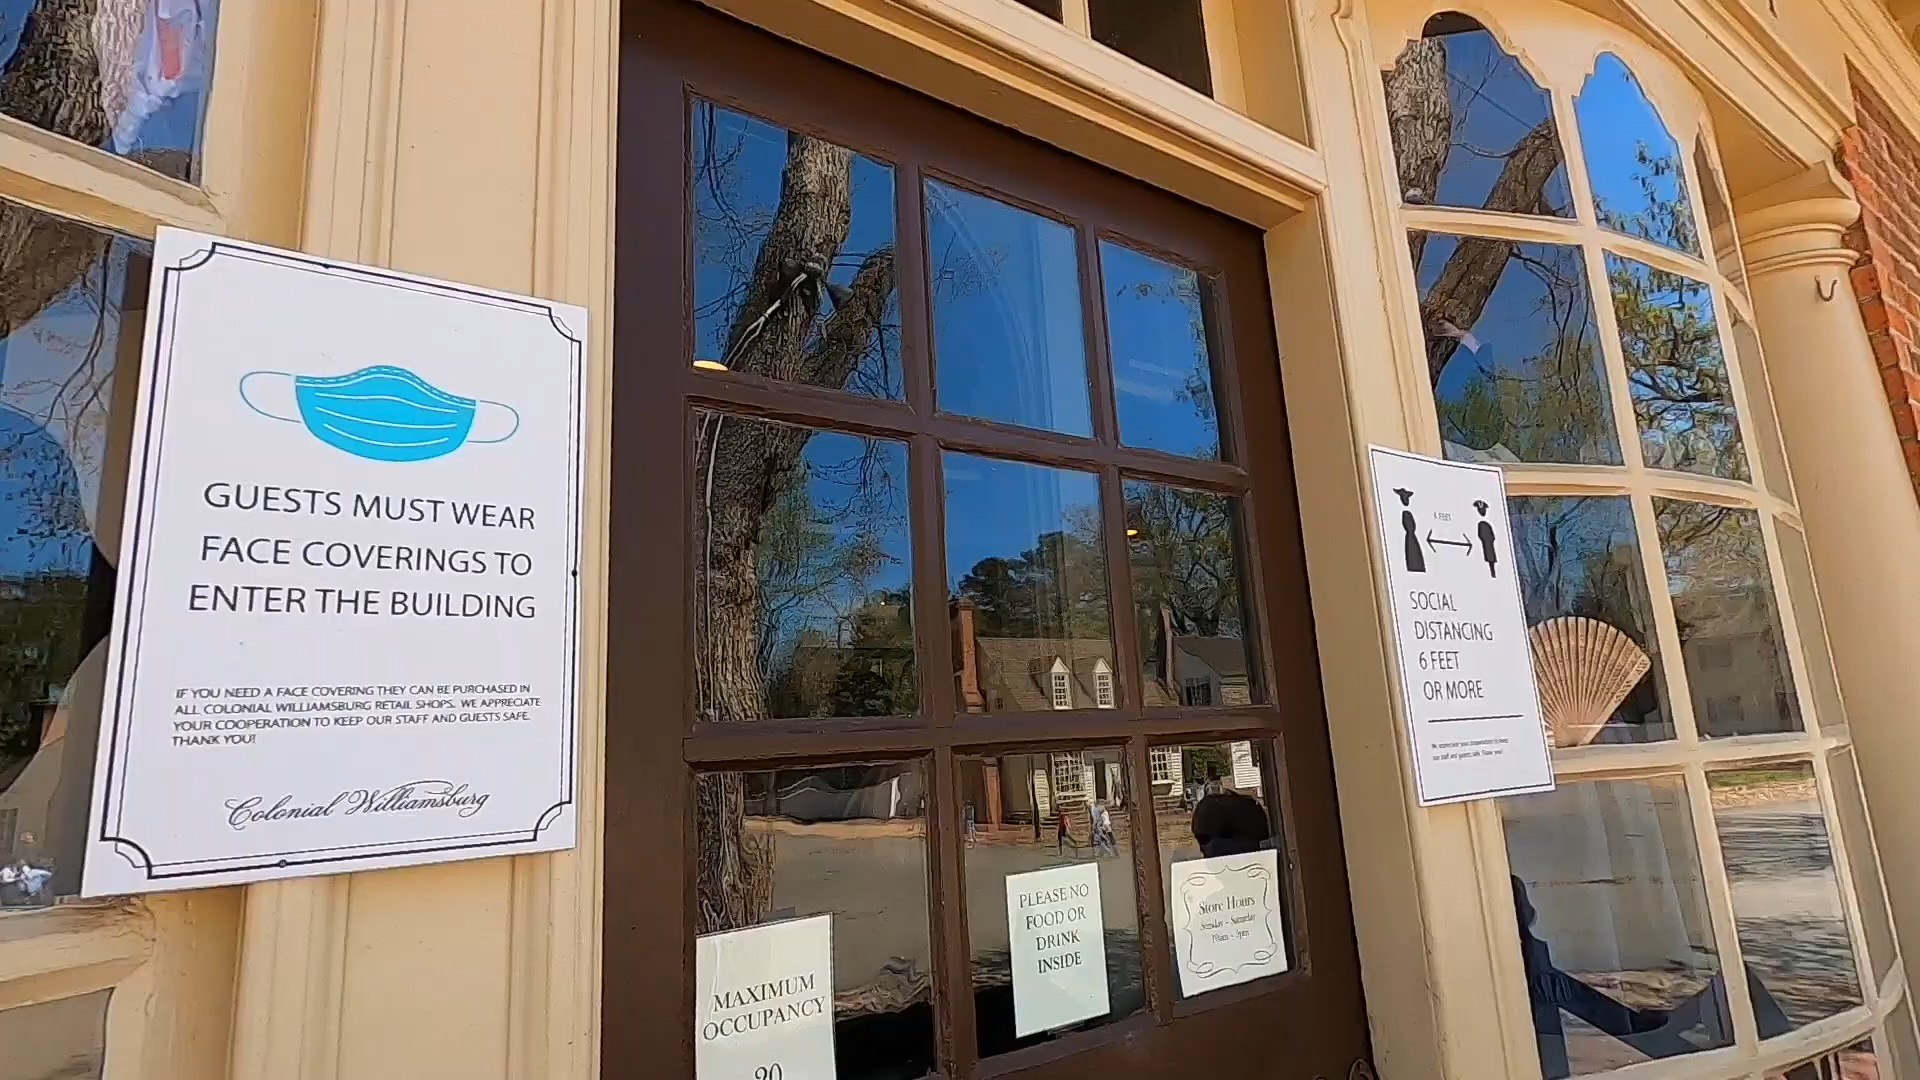 GUESTS MUST WEAR
FACE COVERINGS TO
ENTER THE BUILDING
IF YOU NEED A FACE COVERING THEY CAN BE PURCHASED IN
ALL COLONIAL WILLIAMSBURG RETAIL SHOPS. WE APPRECIATE
YOUR COOPERATION TO KEEP OUR STAFF AND GUESTS SAFE.
THANK YOU!
Colonial Williamsburg
MAXIMUM
OCCUPANCY
20
PLEASE NO
FOOD OR
DRINK
INSIDE
Store Hours
Sunday - Saturday
6 FEET
SOCIAL
DISTANCING
6 FEET
OR MORE